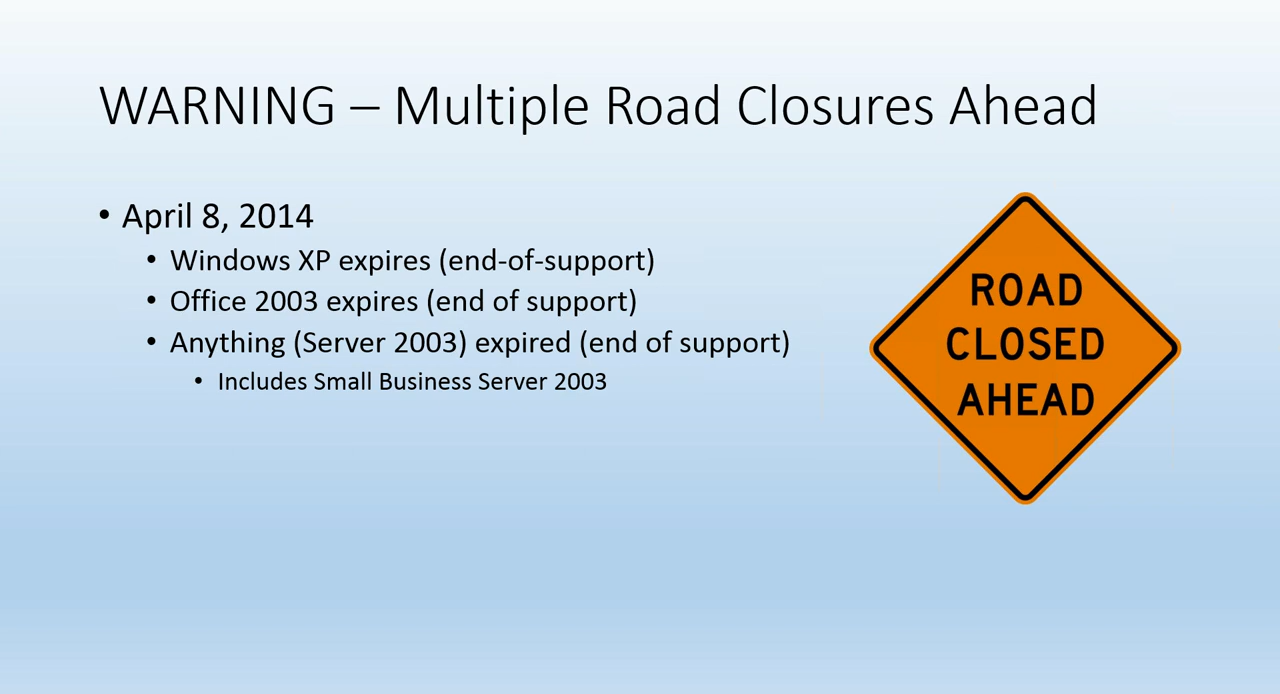 WARNING – Multiple Road Closures Ahead
• April 8, 2014
• Windows XP expires (end-of-support)
• Office 2003 expires (end of support)
• Anything (Server 2003) expired (end of support)
• Includes Small Business Server 2003
ROAD
CLOSED
AHEAD